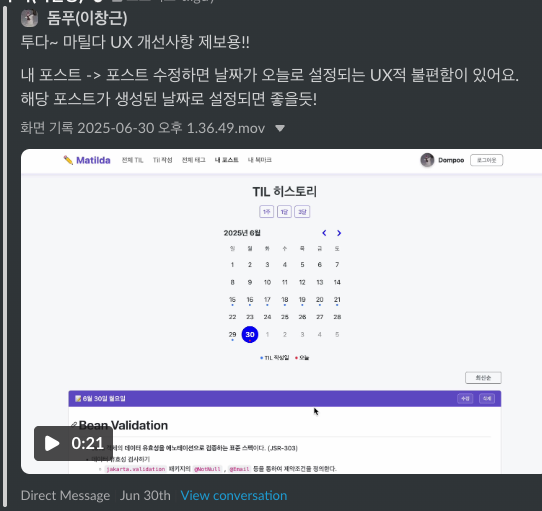 돔푸(이창근)
투다~ 마틸다 UX 개선사항 제보용!!
내 포스트 -> 포스트 수정하면 날짜가 오늘로 설정되는 UX적 불편함이 있어요.
해당 포스트가 생성된 날짜로 설정되면 좋을듯!
화면 기록 2025-06-30 오후 1.36.49.mov
Matilda 전체 TIL Til 작성 전체 태그 내 포스트 내 북마크 Dompoo 로그아웃
TIL 히스토리
1주 1달 3달
2025년 6월 < >
일 월 화 수 목 금 토
1 2 3 4 5 6 7
8 9 10 11 12 13 14
15 16 17 18 19 20 21
22 23 24 25 26 27 28
29 30 1 2 3 4 5
TIL 작성일 오늘
최신순
6월 30일 월요일 수정 삭제
Bean Validation
데이터 유효성을 애노테이션으로 검증하는 표준 스펙이다. (JSR-303)
유효성 검사하기
jakarta.validation 패키지의 @NotNull , @Email 등을 통하여 제약조건을 정의한다.
0:21
Direct Message Jun 30th View conversation